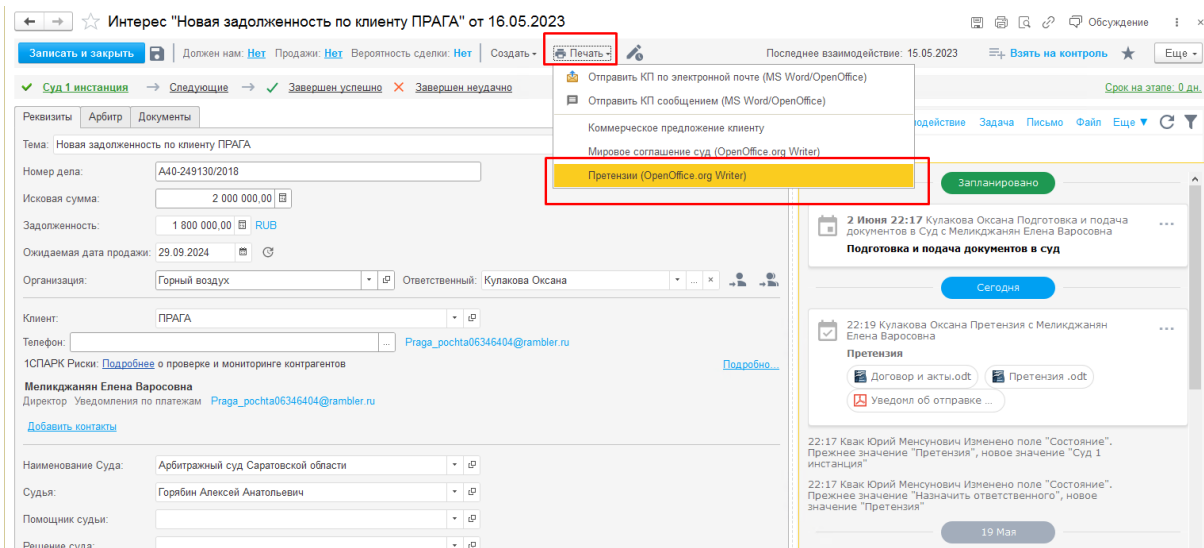 Интерес "Новая задолженность по клиенту ПРАГА" от 16.05.2023
Обсуждение
Записать и закрыть Должен нам: Нет Продажи: Нет Вероятность сделки: Нет Создать Печать Последнее взаимодействие: 15.05.2023 Взять на контроль Еще
Отправить КП по электронной почте (MS Word/OpenOffice)
Отправить КП сообщением (MS Word/OpenOffice)
Коммерческое предложение клиенту
Мировое соглашение суд (OpenOffice.org Writer)
Претензии (OpenOffice.org Writer)
Суд 1 инстанция Следующие Завершен успешно Завершен неудачно Срок на этапе: 0 дн.
Реквизиты Арбитр Документы
Тема: Новая задолженность по клиенту ПРАГА
Номер дела: А40-249130/2018
Исковая сумма: 2 000 000,00
Задолженность: 1 800 000,00 RUB
Ожидаемая дата продажи: 29.09.2024
Организация: Горный воздух Ответственный: Кулакова Оксана
Клиент: ПРАГА
Телефон: Praga_pochta06346404@rambler.ru
1СПАРК Риски: Подробнее о проверке и мониторинге контрагентов Подробно...
Меликджанян Елена Варосовна
Директор Уведомления по платежам Praga_pochta06346404@rambler.ru
Добавить контакты
Наименование Суда: Арбитражный суд Саратовской области
Судья: Горябин Алексей Анатольевич
Помощник судьи:
Решение суда:
модействие Задача Письмо Файл Еще
Запланировано
2 Июня 22:17 Кулакова Оксана Подготовка и подача
документов в Суд с Меликджанян Елена Варосовна
Подготовка и подача документов в суд
Сегодня
22:19 Кулакова Оксана Претензия с Меликджанян
Елена Варосовна
Претензия
Договор и акты.odt Претензия .odt
Уведомл об отправке ...
22:17 Квак Юрий Менсунович Изменено поле "Состояние".
Прежнее значение "Претензия", новое значение "Суд 1
инстанция"
22:17 Квак Юрий Менсунович Изменено поле "Состояние".
Прежнее значение "Назначить ответственного", новое
значение "Претензия"
19 Мая